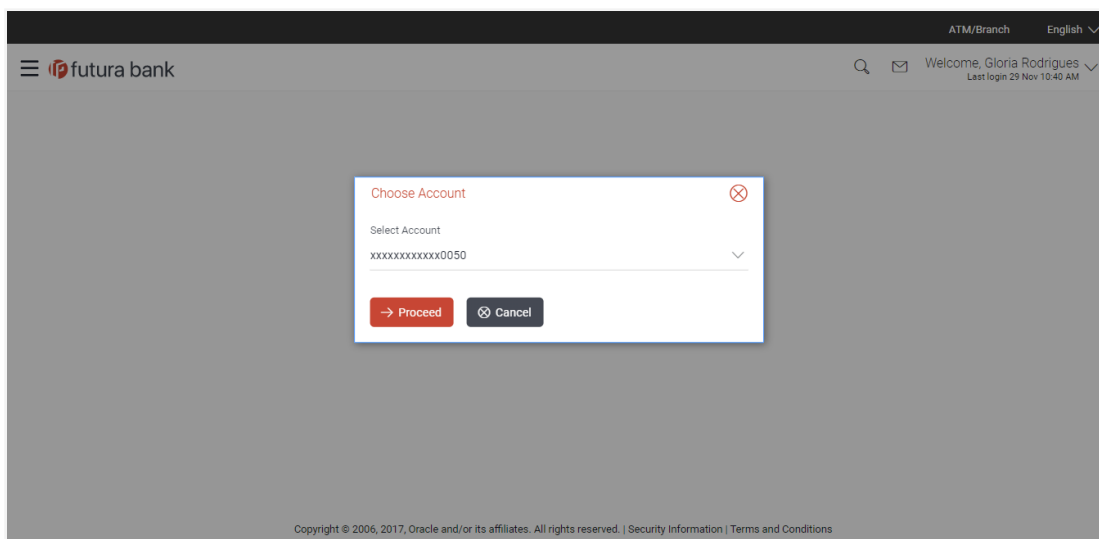 ATM/Branch English
futura bank
Welcome, Gloria Rodrigues
Last login 29 Nov 10:40 AM
Choose Account
Select Account
xxxxxxxxxxxx0050
Proceed Cancel
Copyright © 2006, 2017, Oracle and/or its affiliates. All rights reserved. | Security Information | Terms and Conditions